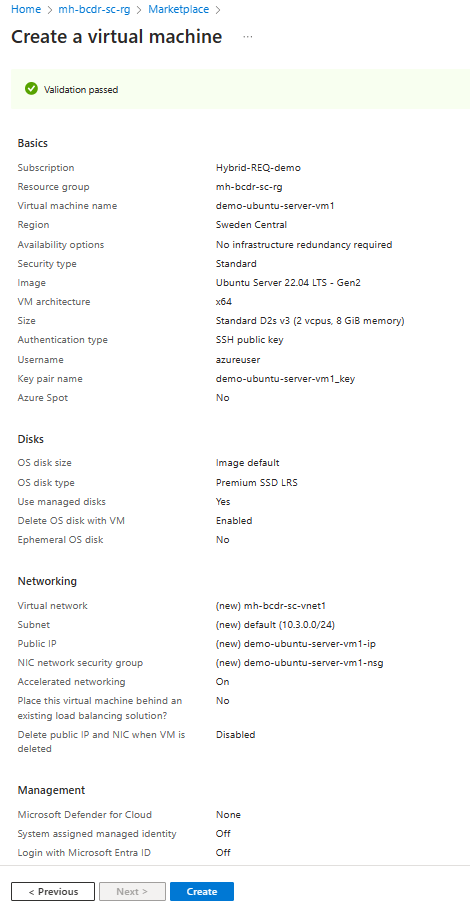 Home > mh-bcdr-sc-rg > Marketplace >
Create a virtual machine ...
Validation passed
Basics
Subscription Hybrid-REQ-demo
Resource group mh-bcdr-sc-rg
Virtual machine name demo-ubuntu-server-vm1
Region Sweden Central
Availability options No infrastructure redundancy required
Security type Standard
Image Ubuntu Server 22.04 LTS - Gen2
VM architecture x64
Size Standard D2s v3 (2 vcpus, 8 GiB memory)
Authentication type SSH public key
Username azureuser
Key pair name demo-ubuntu-server-vm1_key
Azure Spot No
Disks
OS disk size Image default
OS disk type Premium SSD LRS
Use managed disks Yes
Delete OS disk with VM Enabled
Ephemeral OS disk No
Networking
Virtual network (new) mh-bcdr-sc-vnet1
Subnet (new) default (10.3.0.0/24)
Public IP (new) demo-ubuntu-server-vm1-ip
NIC network security group (new) demo-ubuntu-server-vm1-nsg
Accelerated networking On
Place this virtual machine behind an No
existing load balancing solution?
Delete public IP and NIC when VM is Disabled
deleted
Management
Microsoft Defender for Cloud None
System assigned managed identity Off
Login with Microsoft Entra ID Off
< Previous Next > Create